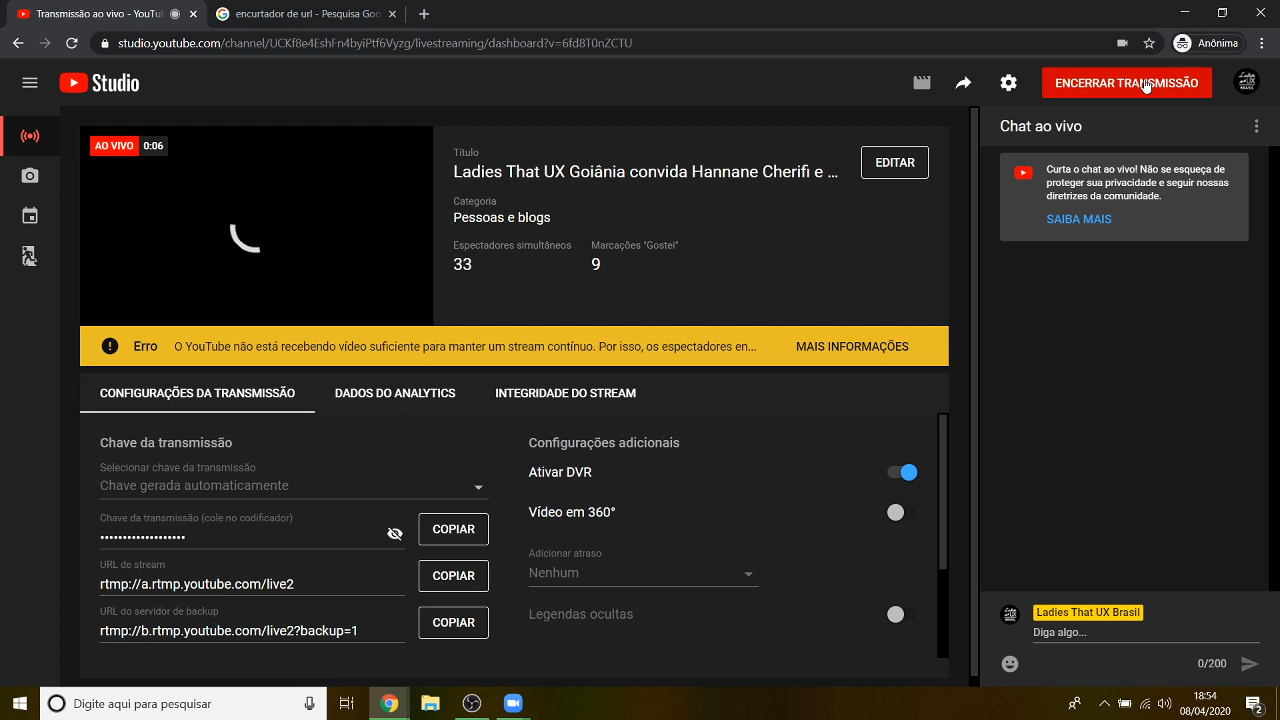 Transmissão ao vivo - YouTu
encurtador de url - Pesquisa Goo
studio.youtube.com/channel/UCKf8e4EshFn4byiPtf6Vyzg/livestreaming/dashboard?v=6fd8T0nZCTU
Anônima
Studio
ENCERRAR TRANSMISSÃO
AO VIVO 0:06
Título
Ladies That UX Goiânia convida Hannane Cherifi e ...
EDITAR
Categoria
Pessoas e blogs
Espectadores simultâneos
Marcações "Gostei"
33
9
Erro O YouTube não está recebendo vídeo suficiente para manter um stream contínuo. Por isso, os espectadores en... MAIS INFORMAÇÕES
CONFIGURAÇÕES DA TRANSMISSÃO
DADOS DO ANALYTICS
INTEGRIDADE DO STREAM
Chave da transmissão
Selecionar chave da transmissão
Chave gerada automaticamente
Chave da transmissão (cole no codificador)
•••••••••••••••••••
COPIAR
URL de stream
rtmp://a.rtmp.youtube.com/live2
COPIAR
URL do servidor de backup
rtmp://b.rtmp.youtube.com/live2?backup=1
COPIAR
Configurações adicionais
Ativar DVR
Vídeo em 360°
Adicionar atraso
Nenhum
Legendas ocultas
Chat ao vivo
Curta o chat ao vivo! Não se esqueça de
proteger sua privacidade e seguir nossas
diretrizes da comunidade.
SAIBA MAIS
Ladies That UX Brasil
Diga algo...
0/200
Digite aqui para pesquisar
18:54
08/04/2020
2